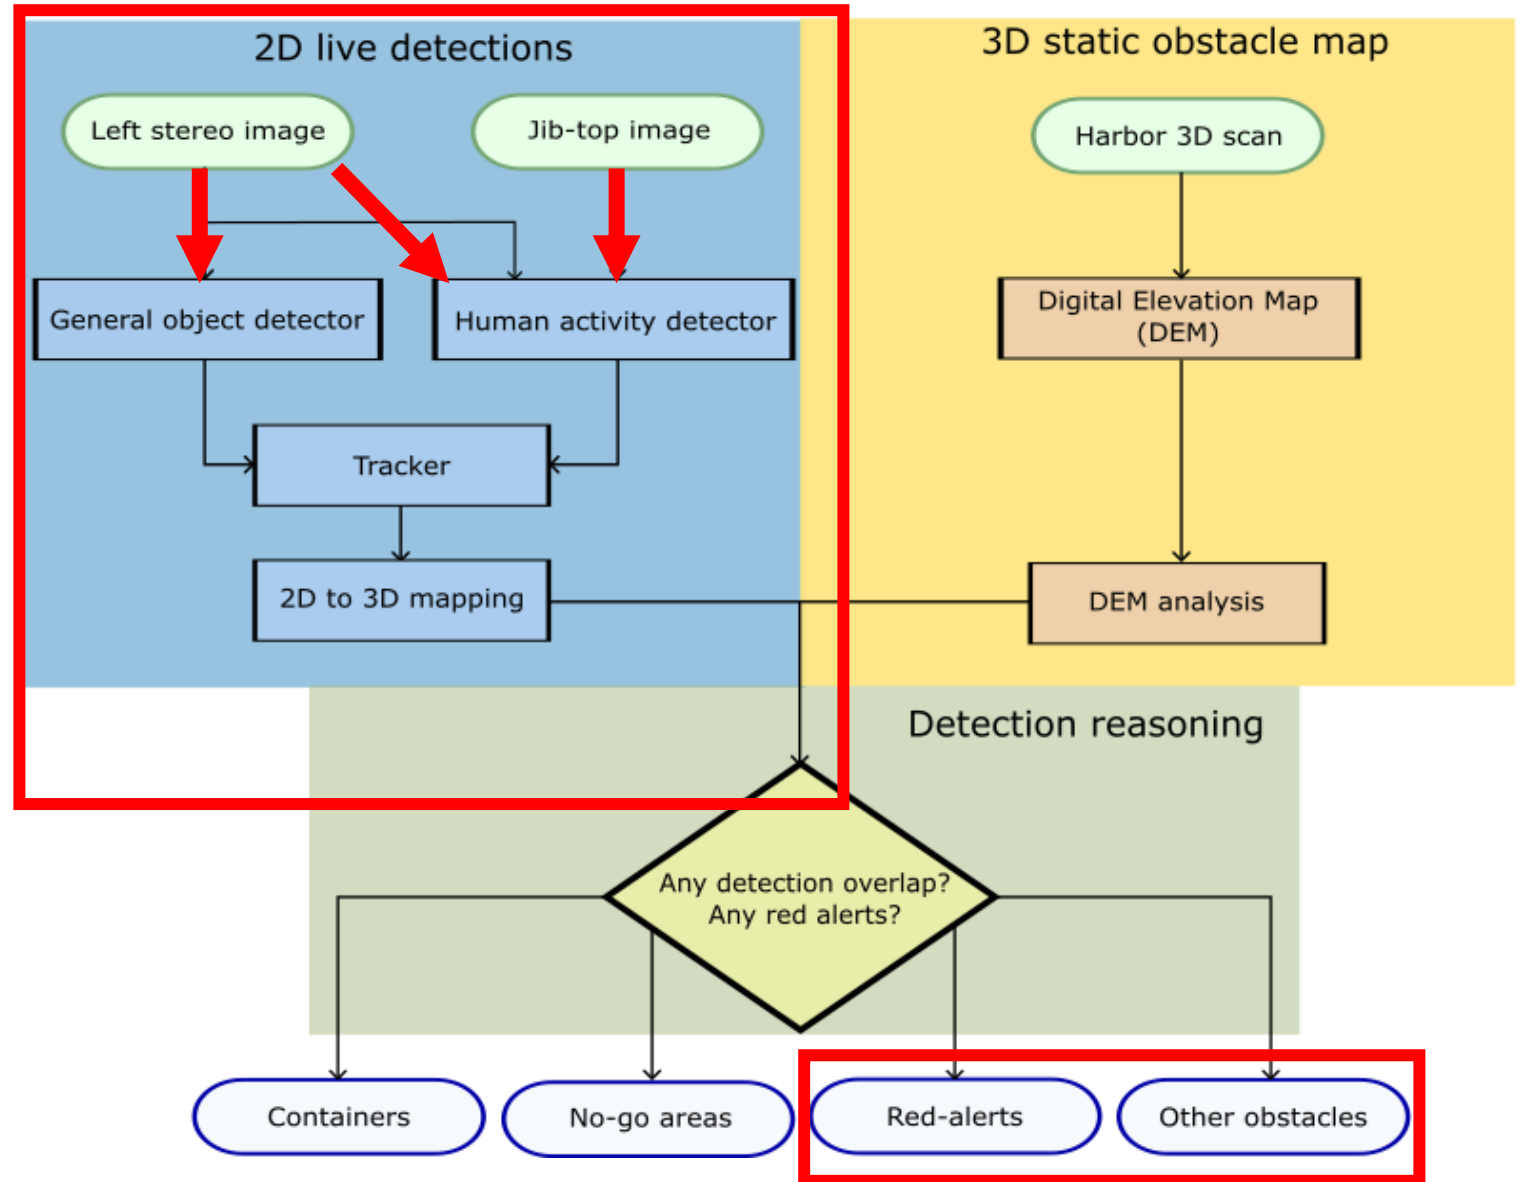 2D live detections
3D static obstacle map
Left stereo image
Jib-top image
Harbor 3D scan
General object detector
Human activity detector
Digital Elevation Map
(DEM)
Tracker
2D to 3D mapping
DEM analysis
Detection reasoning
Any detection overlap?
Any red alerts?
Containers
No-go areas
Red-alerts
Other obstacles